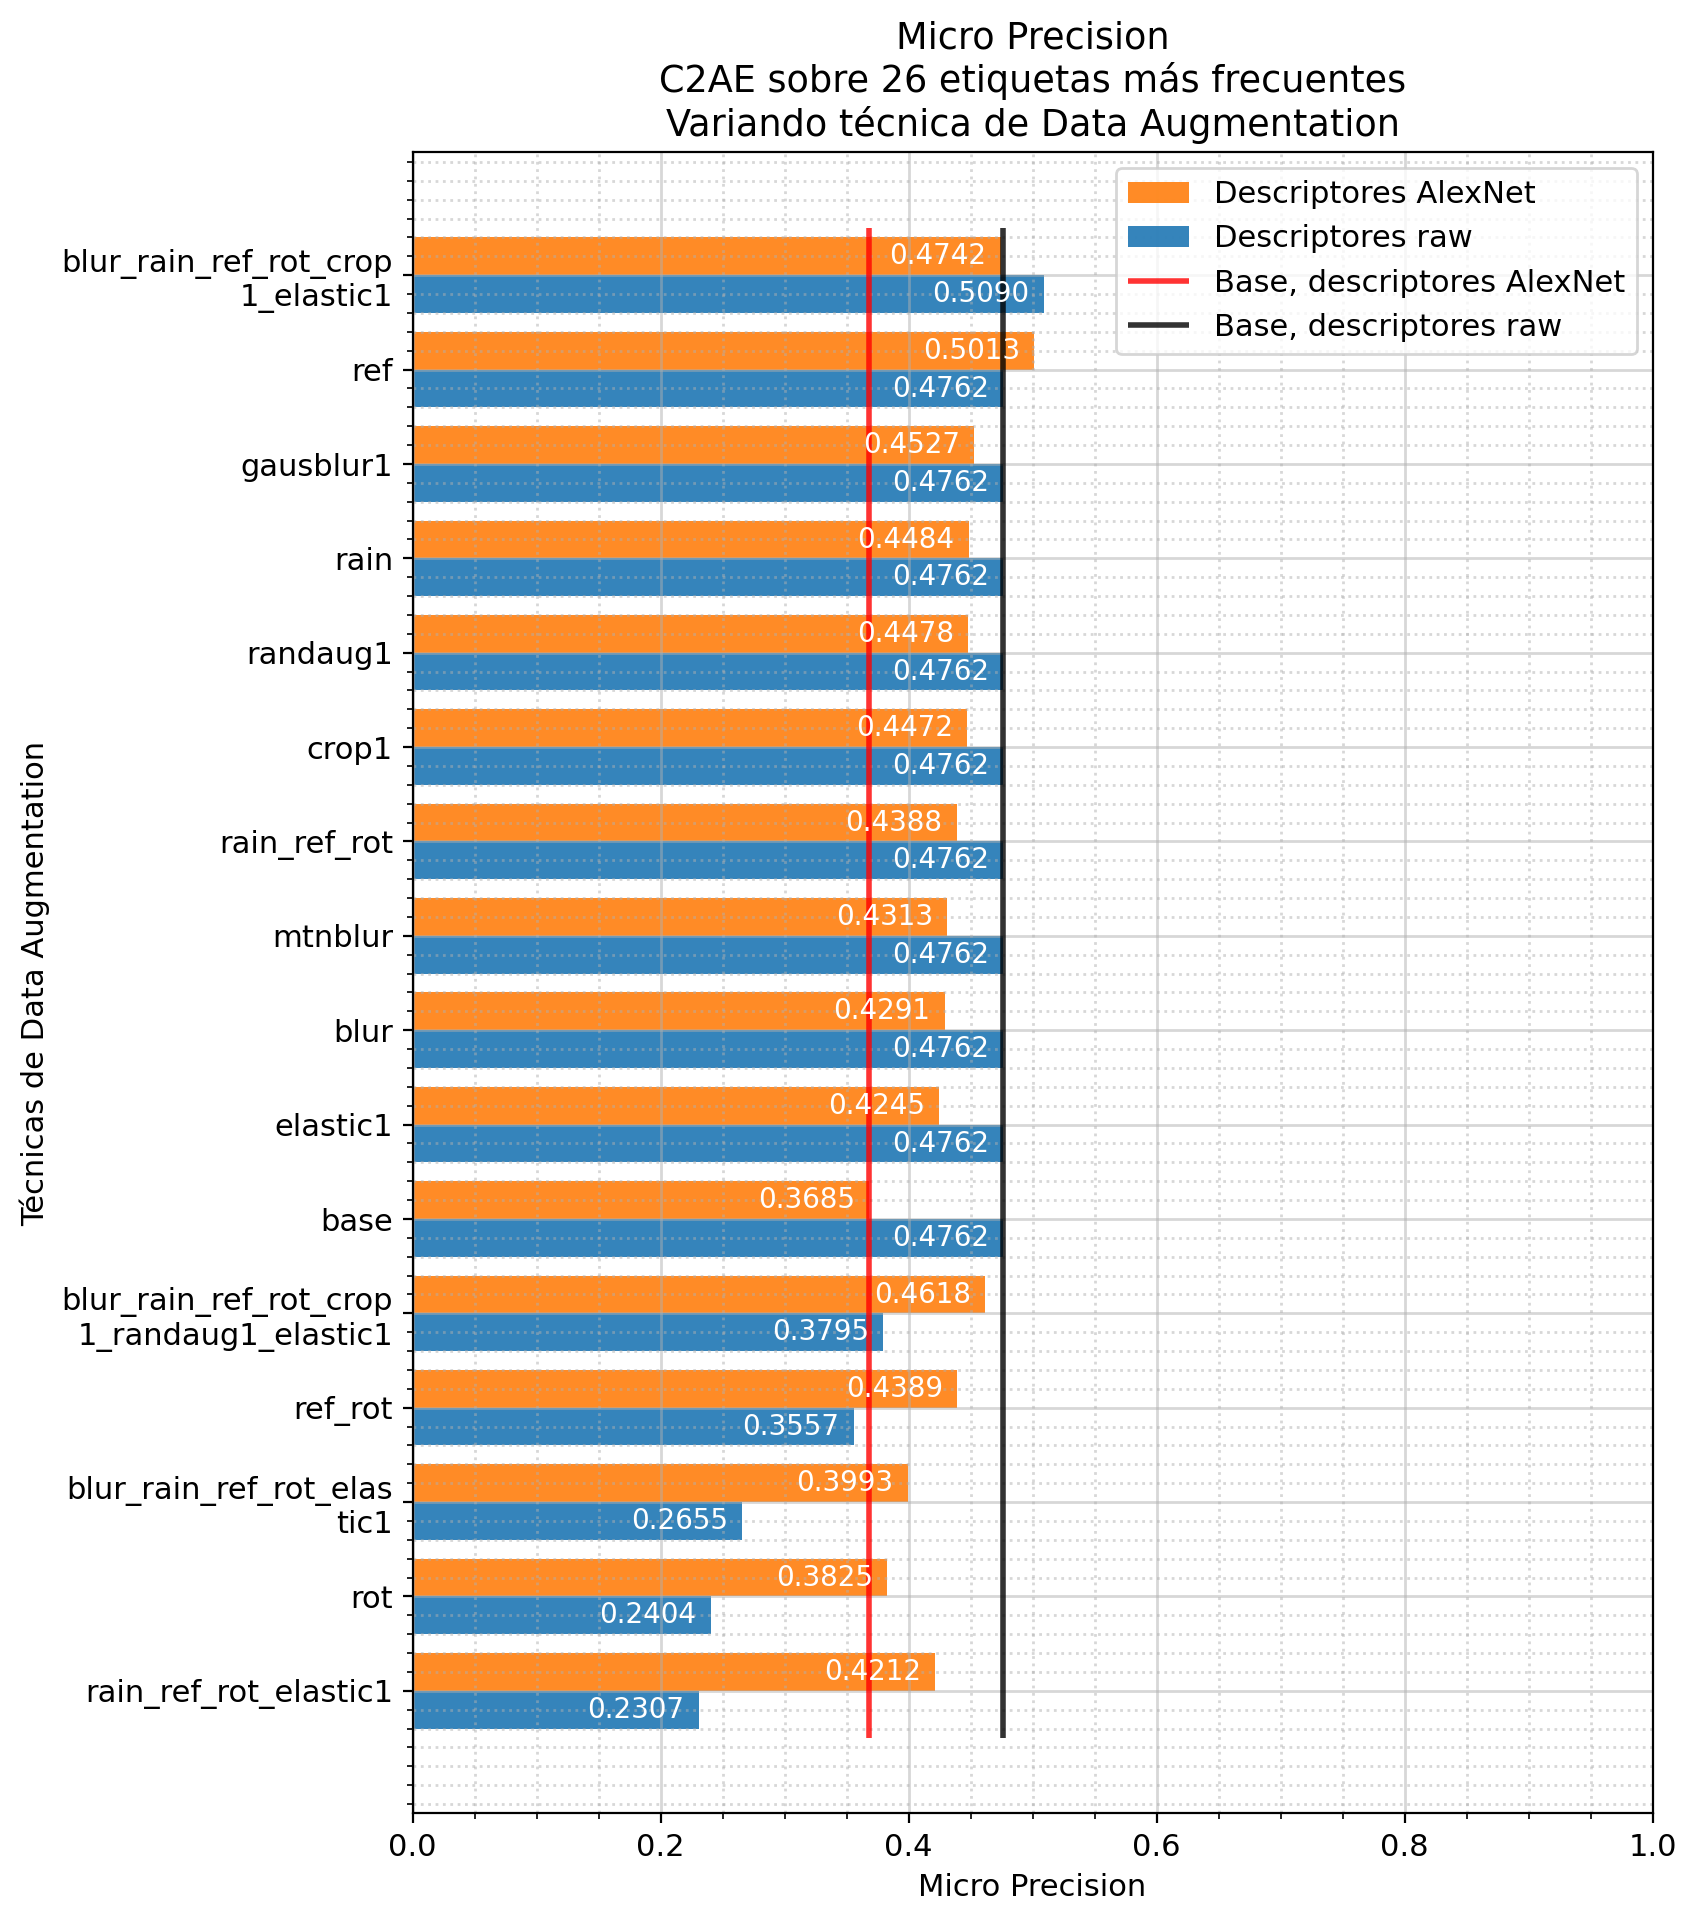 Micro Precision
C2AE sobre 26 etiquetas más frecuentes
Variando técnica de Data Augmentation
Descriptores AlexNet
Descriptores raw
Base, descriptores AlexNet
Base, descriptores raw
Técnicas de Data Augmentation
blur_rain_ref_rot_crop
1_elastic1
0.4742
0.5090
ref
0.5013
0.4762
gausblur1
0.4527
0.4762
rain
0.4484
0.4762
randaug1
0.4478
0.4762
crop1
0.4472
0.4762
rain_ref_rot
0.4388
0.4762
mtnblur
0.4313
0.4762
blur
0.4291
0.4762
elastic1
0.4245
0.4762
base
0.3685
0.4762
blur_rain_ref_rot_crop
1_randaug1_elastic1
0.4618
0.3795
ref_rot
0.4389
0.3557
blur_rain_ref_rot_elas
tic1
0.3993
0.2655
rot
0.3825
0.2404
rain_ref_rot_elastic1
0.4212
0.2307
0.0 0.2 0.4 0.6 0.8 1.0
Micro Precision